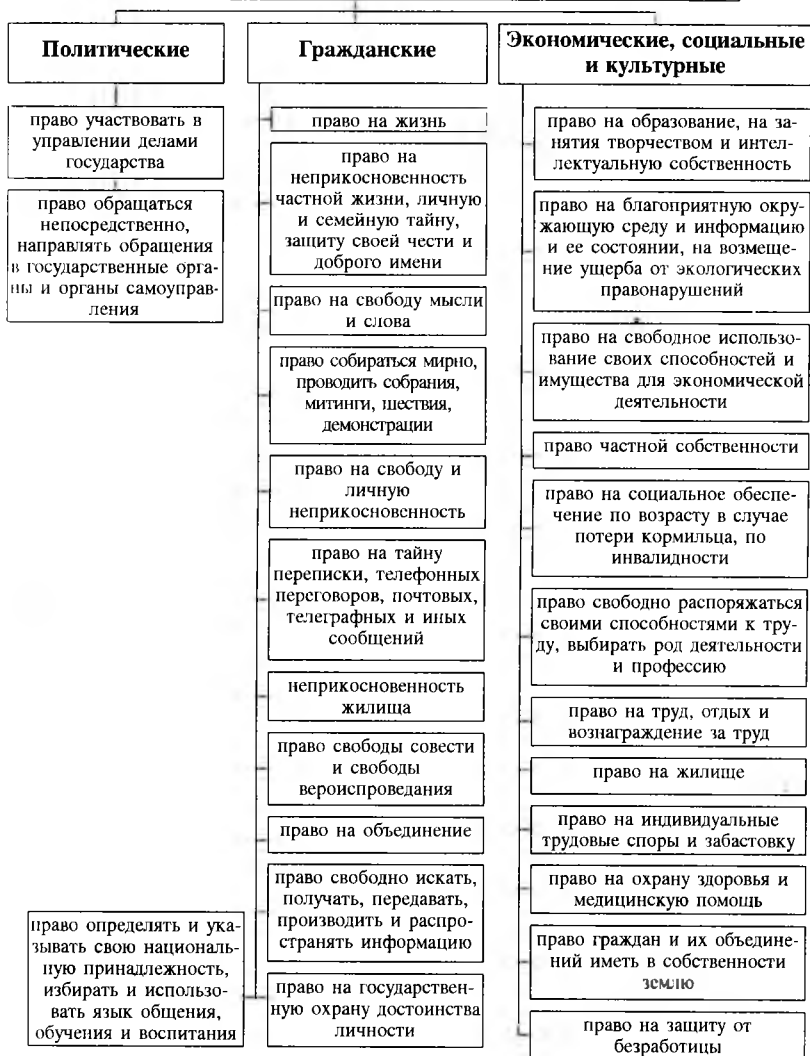 Политические
право участвовать в
управлении делами
государства
право обращаться
непосредственно,
направлять обращения
в государственные орга-
ны и органы самоуправ-
ления
Гражданские
право на жизнь
право на
неприкосновенность
частной жизни, личную
и семейную тайну,
защиту своей чести и
доброго имени
право на свободу мысли
и слова
право собираться мирно,
проводить собрания,
митинги, шествия,
демонстрации
право на свободу и
личную
неприкосновенность
право на тайну
переписки, телефонных
переговоров, почтовых,
телеграфных и иных
сообщений
неприкосновенность
жилища
право свободы совести
и свободы
вероиспроведания
право на объединение
право свободно искать,
получать, передавать,
производить и распро-
странять информацию
право на государствен-
ную охрану достоинства
личности
право определять и ука-
зывать свою националь-
ную принадлежность,
избирать и использо-
вать язык общения,
обучения и воспитания
Экономические, социальные
и культурные
право на образование, на за-
нятия творчеством и интел-
лектуальную собственность
право на благоприятную окру-
жающую среду и информацию
и ее состоянии, на возмеще-
ние ущерба от экологических
правонарушений
право на свободное использо-
вание своих способностей и
имущества для экономической
деятельности
право частной собственности
право на социальное обеспе-
чение по возрасту в случае
потери кормильца, по
инвалидности
право свободно распоряжаться
своими способностями к тру-
ду, выбирать род деятельности
и профессию
право на труд, отдых и
вознаграждение за труд
право на жилище
право на индивидуальные
трудовые споры и забастовку
право на охрану здоровья и
медицинскую помощь
право граждан и их объедине-
ний иметь в собственности
землю
право на защиту от
безработицы